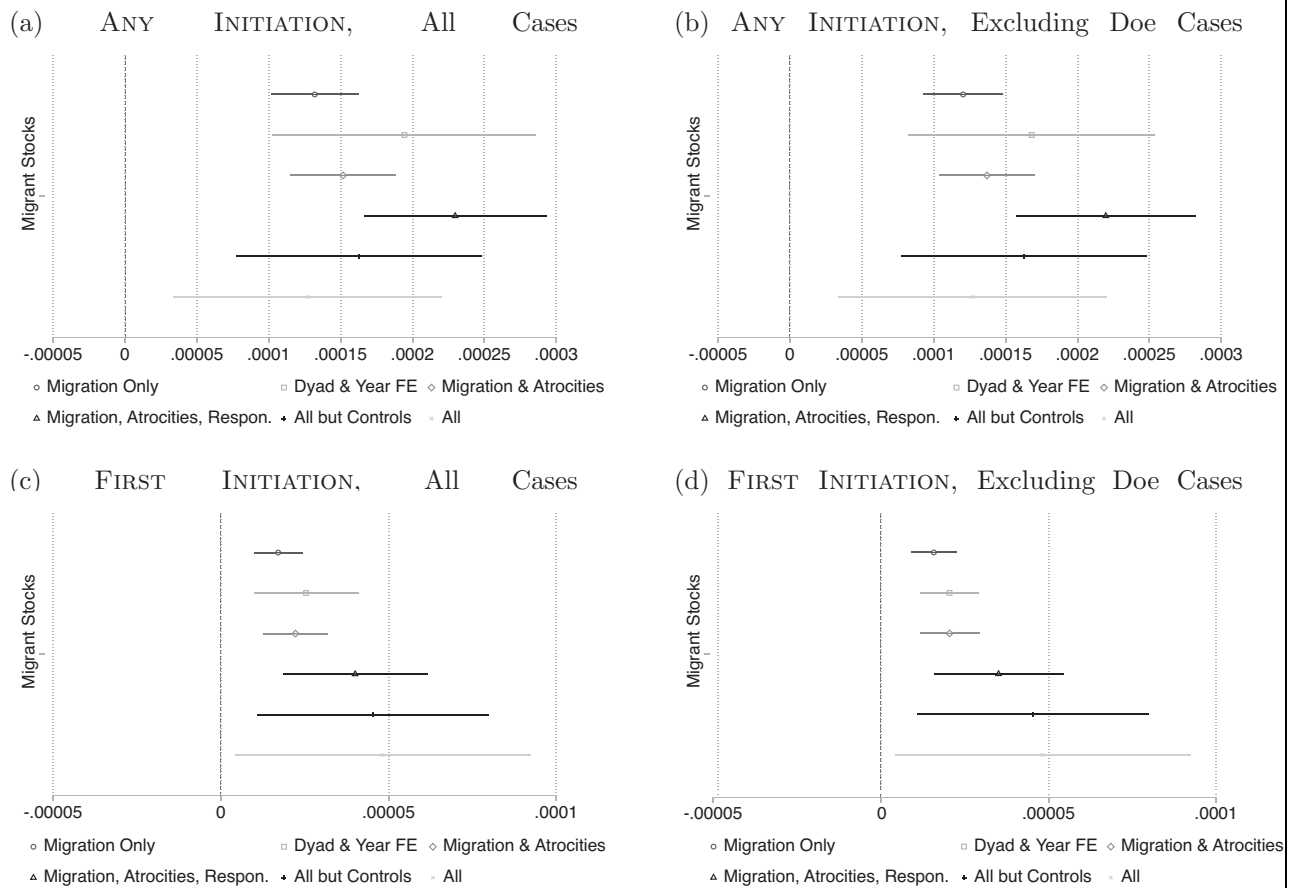 (a) ANY INITIATION, All Cases
Migrant Stocks
-.00005 0 .00005 .0001 .00015 .0002 .00025 .0003
Migration Only Dyad & Year FE Migration & Atrocities
Migration, Atrocities, Respon. All but Controls All
(b) ANY INITIATION, Excluding Doe Cases
Migrant Stocks
-.00005 0 .00005 .0001 .00015 .0002 .00025 .0003
Migration Only Dyad & Year FE Migration & Atrocities
Migration, Atrocities, Respon. All but Controls All
(c) FIRST INITIATION, All Cases
Migrant Stocks
-.00005 0 .00005 .0001
Migration Only Dyad & Year FE Migration & Atrocities
Migration, Atrocities, Respon. All but Controls All
(d) FIRST INITIATION, Excluding Doe Cases
Migrant Stocks
-.00005 0 .00005 .0001
Migration Only Dyad & Year FE Migration & Atrocities
Migration, Atrocities, Respon. All but Controls All